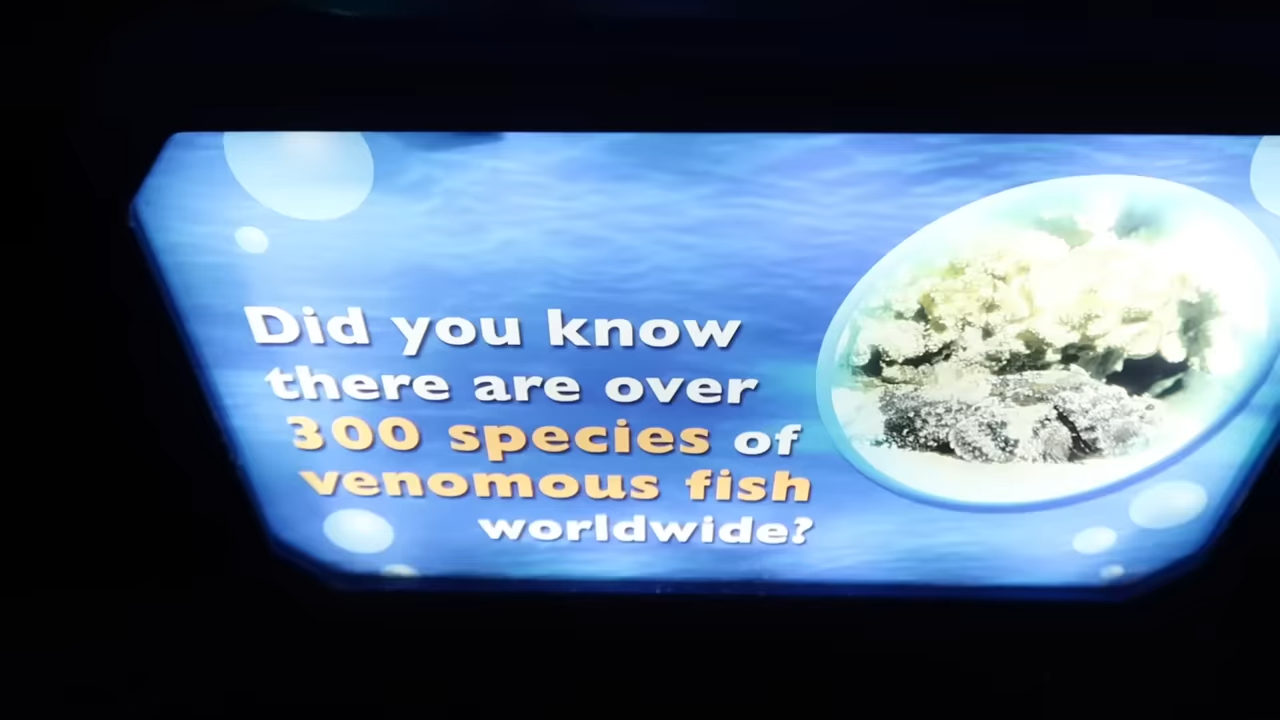 Did you know
there are over
300 species of
venomous fish
worldwide?